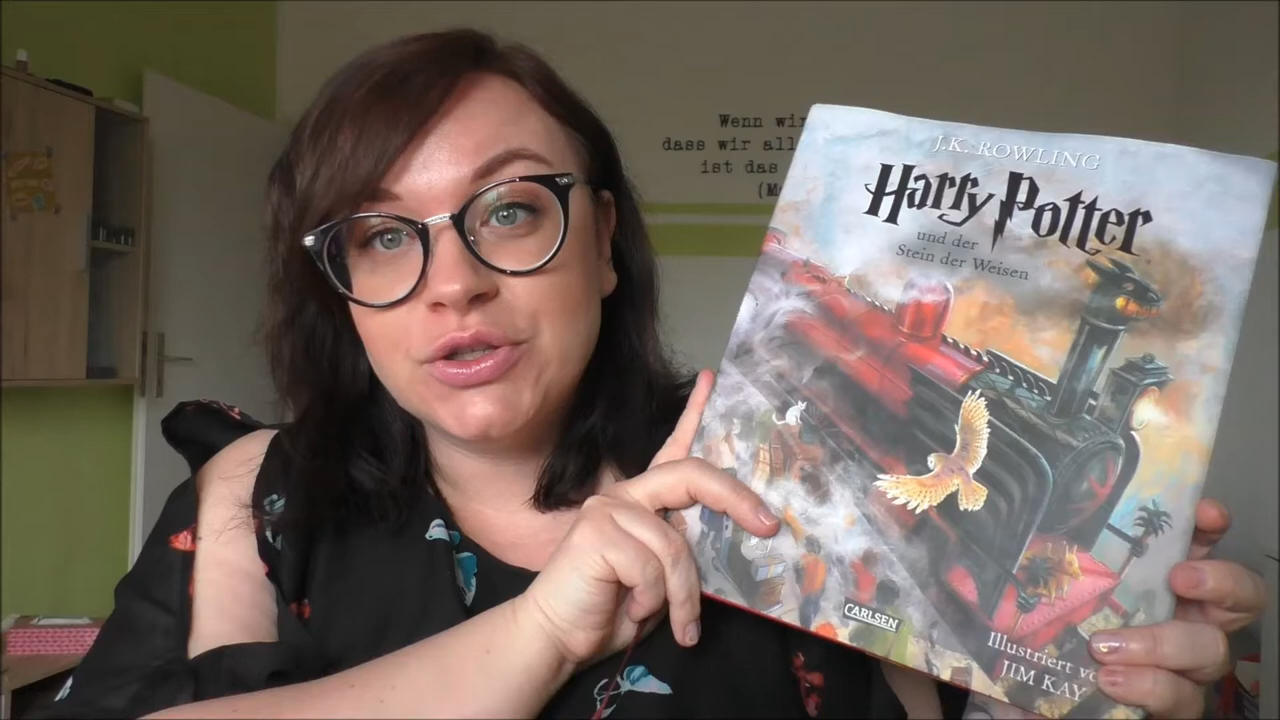 Wenn wir
dass wir all
ist das
J.K. ROWLING
Harry Potter
und der
Stein der Weisen
CARLSEN
Illustriert
JIM KAY